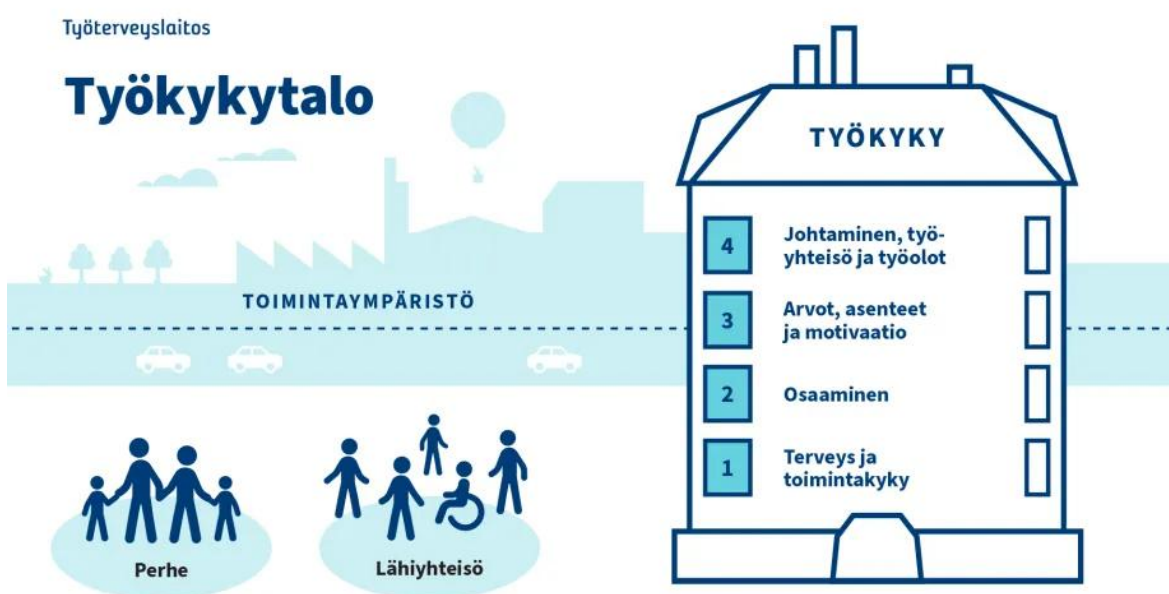 Työterveyslaitos
Työkykytalo
TOIMINTAYMPÄRISTÖ
TYÖKYKY
4
Johtaminen, työ-
yhteisö ja työolot
3
Arvot, asenteet
ja motivaatio
2
Osaaminen
1
Terveys ja
toimintakyky
Perhe
Lähiyhteisö